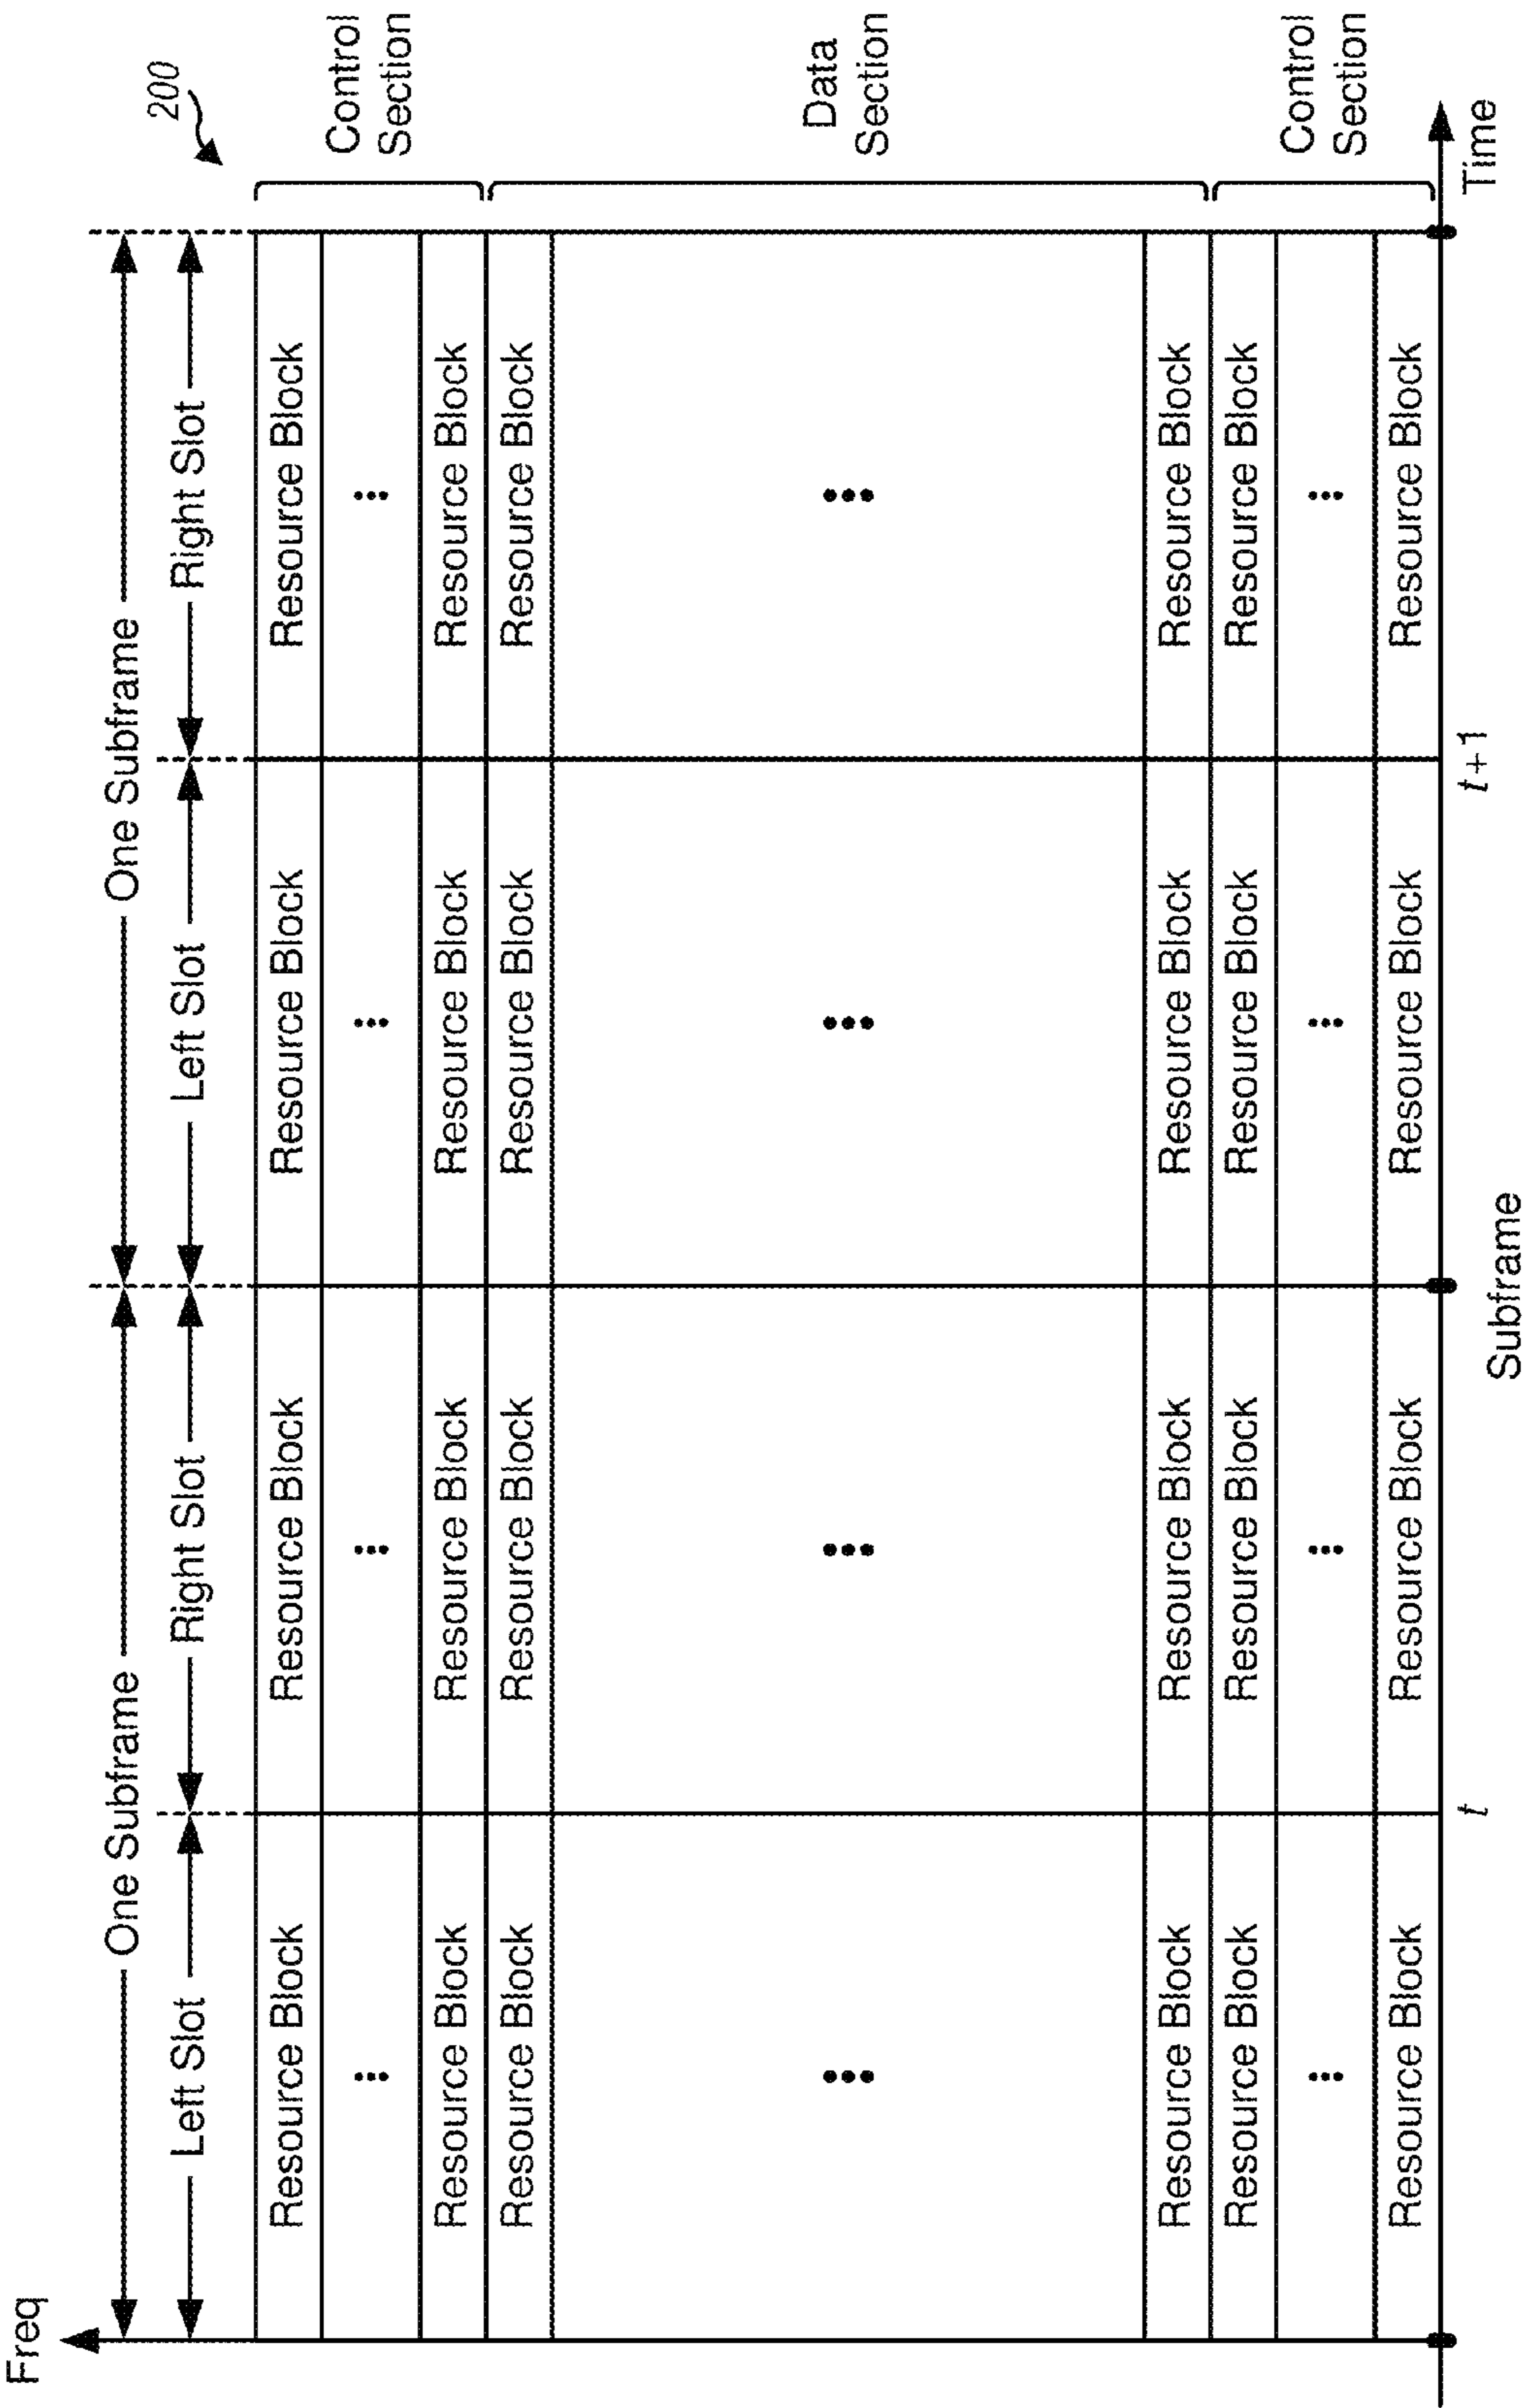 200
Freq
One Subframe
One Subframe
Left Slot
Right Slot
Left Slot
Right Slot
Resource Block
Resource Block
Resource Block
Resource Block
Control
Section
Resource Block
Resource Block
Resource Block
Resource Block
Resource Block
Resource Block
Resource Block
Resource Block
Data
Section
Resource Block
Resource Block
Resource Block
Resource Block
Resource Block
Resource Block
Resource Block
Resource Block
Control
Section
Resource Block
Resource Block
Resource Block
Resource Block
Time
t
t+1
Subframe